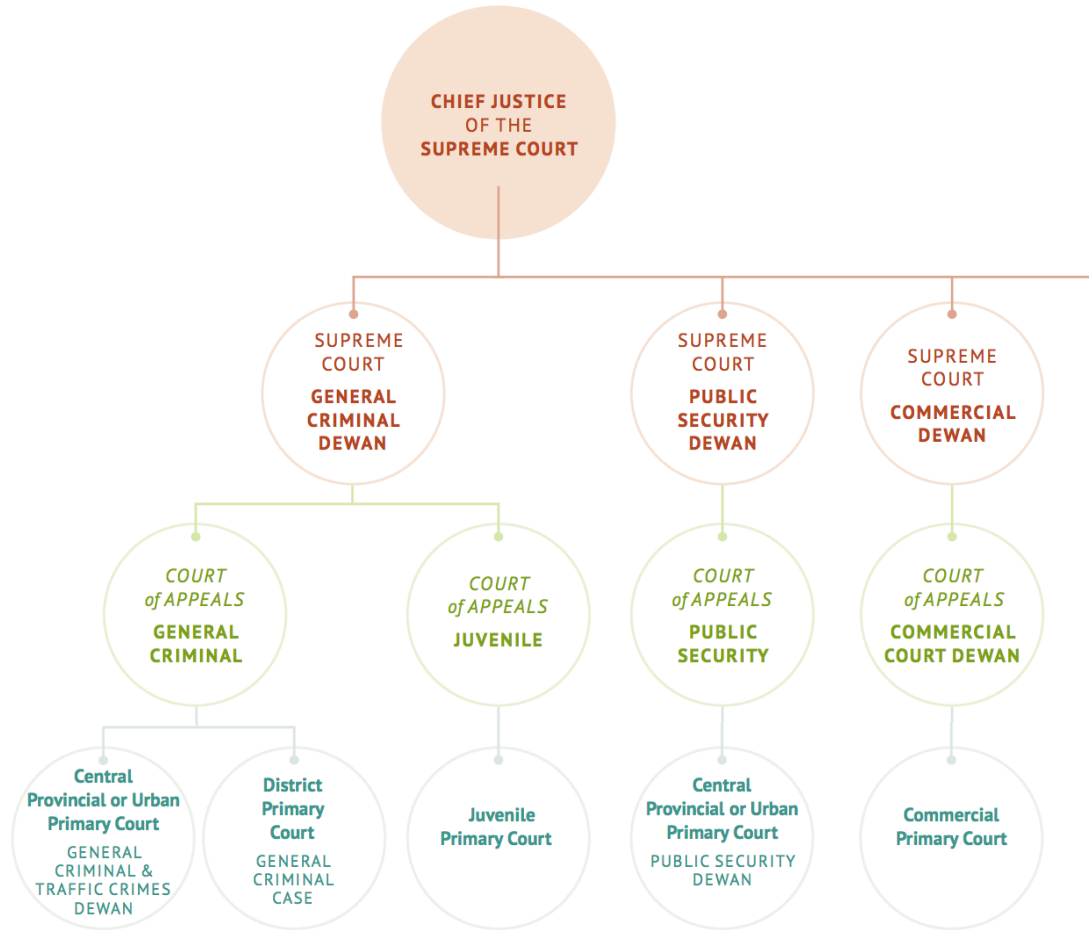 CHIEF JUSTICE
OF THE
SUPREME COURT
SUPREME
COURT
GENERAL
CRIMINAL
DEWAN
SUPREME
COURT
PUBLIC
SECURITY
DEWAN
SUPREME
COURT
COMMERCIAL
DEWAN
COURT
of APPEALS
GENERAL
CRIMINAL
COURT
of APPEALS
JUVENILE
COURT
of APPEALS
PUBLIC
SECURITY
COURT
of APPEALS
COMMERCIAL
COURT DEWAN
Central
Provincial or Urban
Primary Court
GENERAL
CRIMINAL &
TRAFFIC CRIMES
DEWAN
District
Primary
Court
GENERAL
CRIMINAL
CASE
Juvenile
Primary Court
Central
Provincial or Urban
Primary Court
PUBLIC SECURITY
DEWAN
Commercial
Primary Court